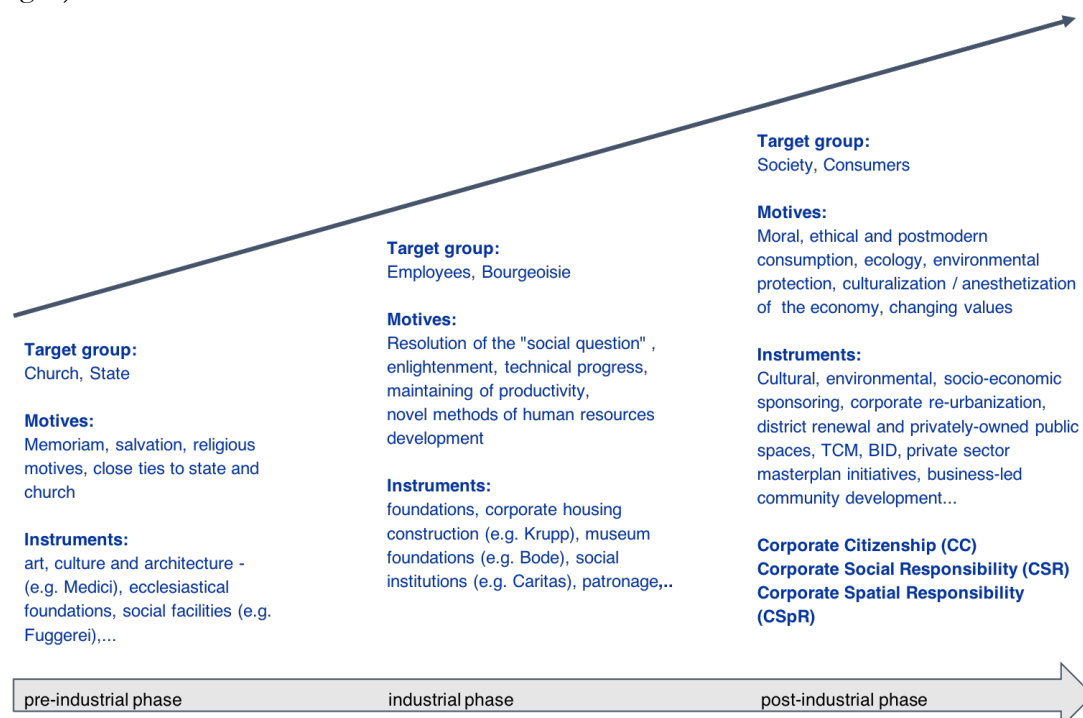 Target group:
Church, State
Motives:
Memoriam, salvation, religious
motives, close ties to state and
church
Instruments:
art, culture and architecture -
(e.g. Medici), ecclesiastical
foundations, social facilities (e.g.
Fuggerei),...
Target group:
Employees, Bourgeoisie
Motives:
Resolution of the "social question" ,
enlightenment, technical progress,
maintaining of productivity,
novel methods of human resources
development
Instruments:
foundations, corporate housing
construction (e.g. Krupp), museum
foundations (e.g. Bode), social
institutions (e.g. Caritas), patronage,..
Target group:
Society, Consumers
Motives:
Moral, ethical and postmodern
consumption, ecology, environmental
protection, culturalization / anesthetization
of the economy, changing values
Instruments:
Cultural, environmental, socio-economic
sponsoring, corporate re-urbanization,
district renewal and privately-owned public
spaces, TCM, BID, private sector
masterplan initiatives, business-led
community development...
Corporate Citizenship (CC)
Corporate Social Responsibility (CSR)
Corporate Spatial Responsibility
(CSpR)
pre-industrial phase
industrial phase
post-industrial phase